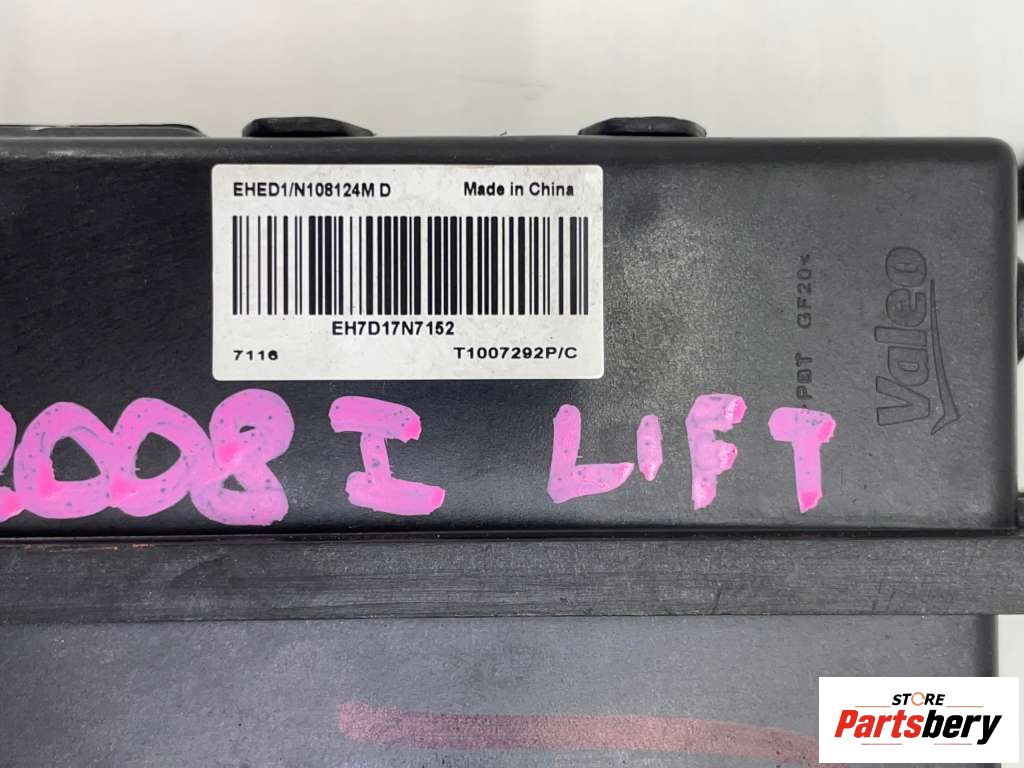 EHED1/N108124M D Made in China
EH7D17N7152
7116 T1007292P/C
>PBT GF20<
Valeo
2008 I LIFT
STORE
Partsbery